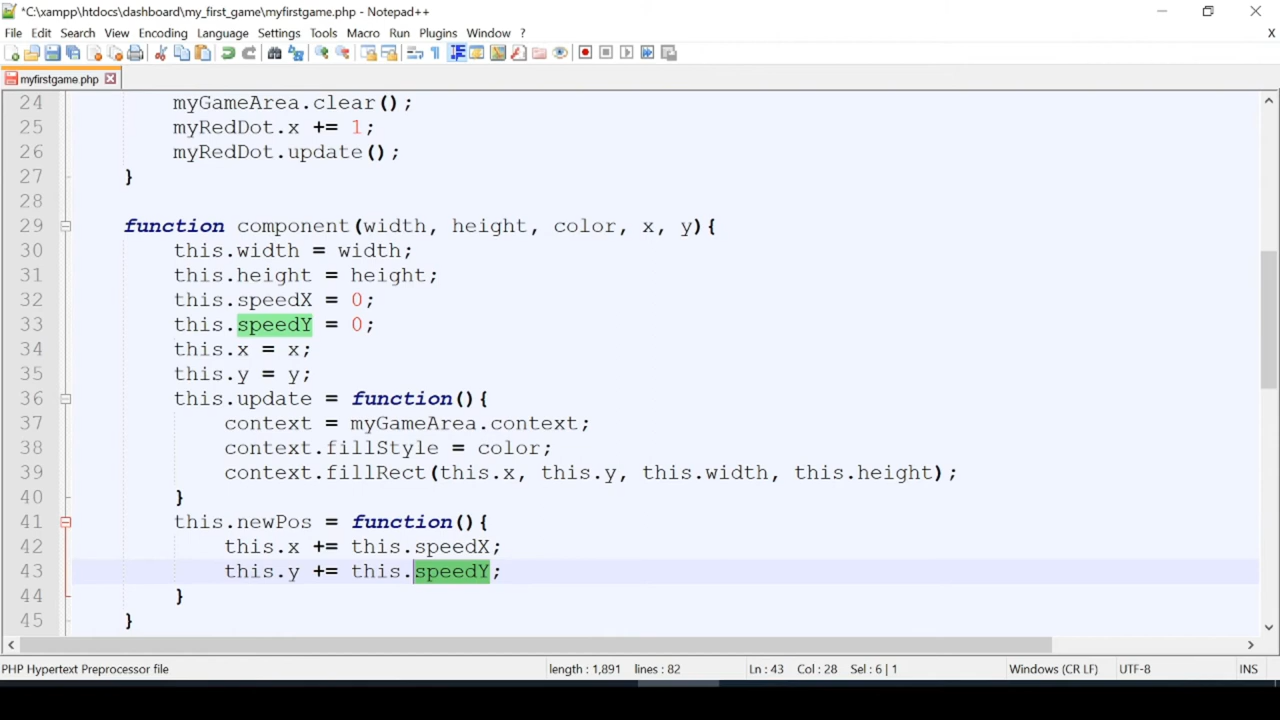 *C:\xampp\htdocs\dashboard\my_first_game\myfirstgame.php - Notepad++
File Edit Search View Encoding Language Settings Tools Macro Run Plugins Window ? X
myfirstgame.php
24 myGameArea.clear();
25 myRedDot.x += 1;
26 myRedDot.update();
27 }
28
29 function component(width, height, color, x, y){
30 this.width = width;
31 this.height = height;
32 this.speedX = 0;
33 this.speedY = 0;
34 this.x = x;
35 this.y = y;
36 this.update = function(){
37 context = myGameArea.context;
38 context.fillStyle = color;
39 context.fillRect(this.x, this.y, this.width, this.height);
40 }
41 this.newPos = function(){
42 this.x += this.speedX;
43 this.y += this.speedY;
44 }
45 }
PHP Hypertext Preprocessor file length : 1,891 lines : 82 Ln : 43 Col : 28 Sel : 6 | 1 Windows (CR LF) UTF-8 INS